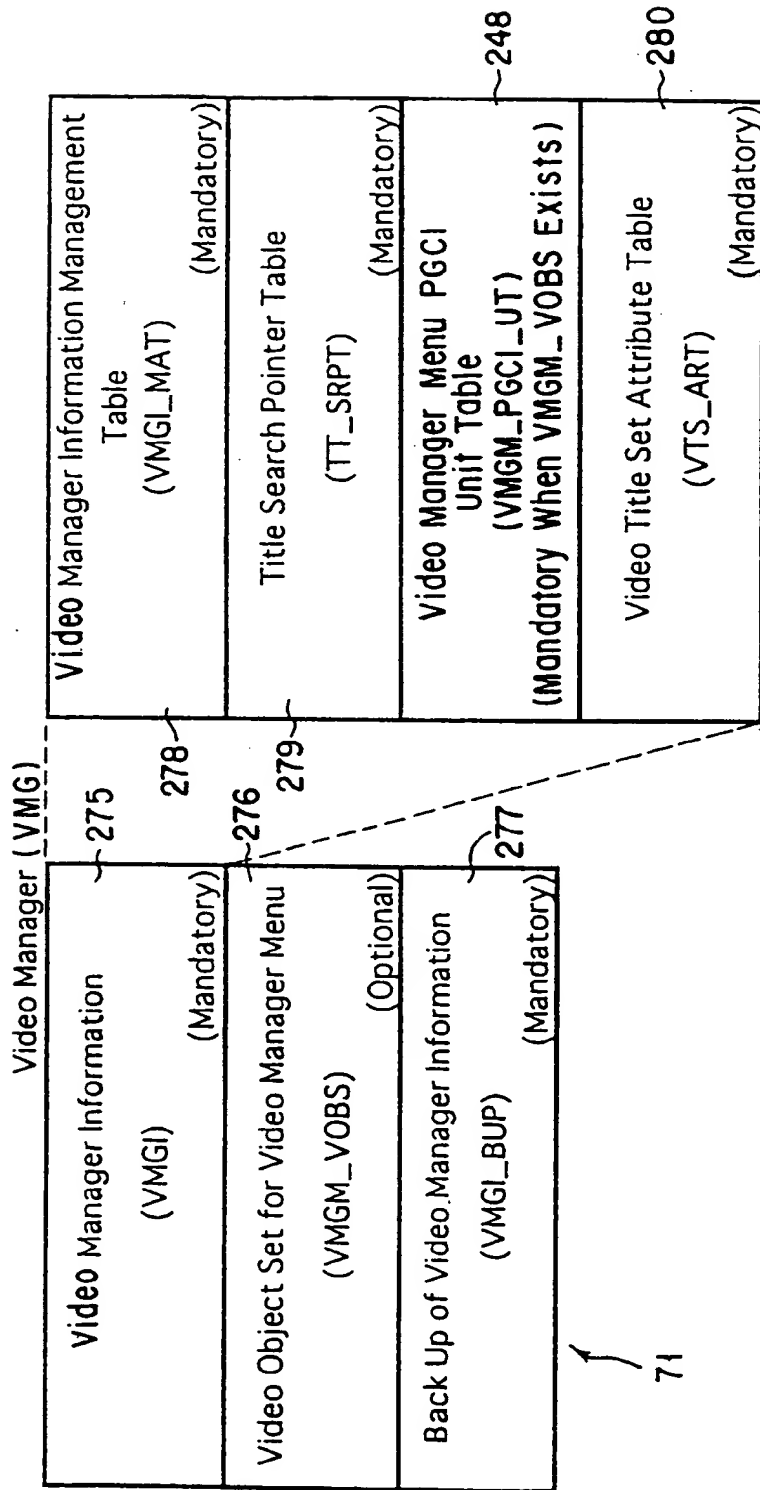 Video Manager (VMG)
Video Manager Information
(VMGI)
(Mandatory)
275
Video Object Set for Video Manager Menu
(VMGM_VOBS)
(Optional)
276
Back Up of Video Manager Information
(VMGI_BUP)
(Mandatory)
277
71
Video Manager Information Management
Table
(VMGI_MAT)
(Mandatory)
278
Title Search Pointer Table
(TT_SRPT)
(Mandatory)
279
Video Manager Menu PGCI
Unit Table
(VMGM_PGCI_UT)
(Mandatory When VMGM_VOBS Exists)
248
Video Title Set Attribute Table
(VTS_ART)
(Mandatory)
280